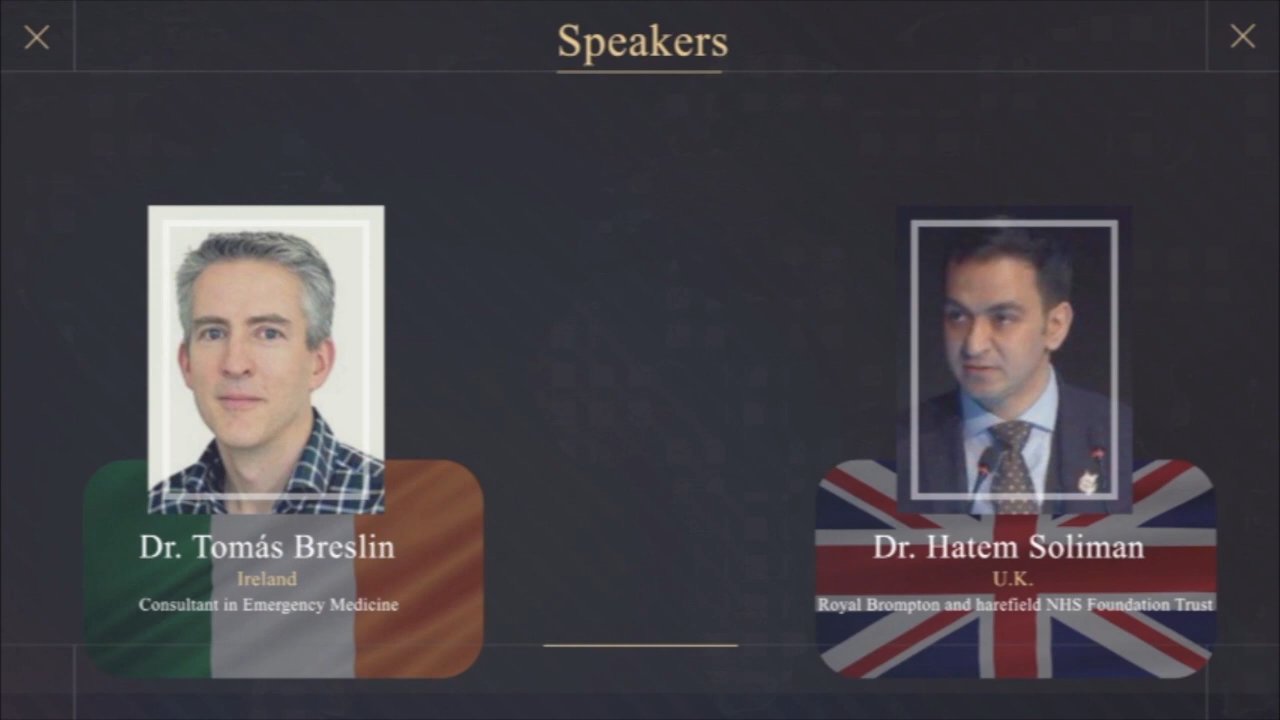 Speakers
Dr. Tomás Breslin
Ireland
Consultant in Emergency Medicine
Dr. Hatem Soliman
U.K.
Royal Brompton and harefield NHS Foundation Trust